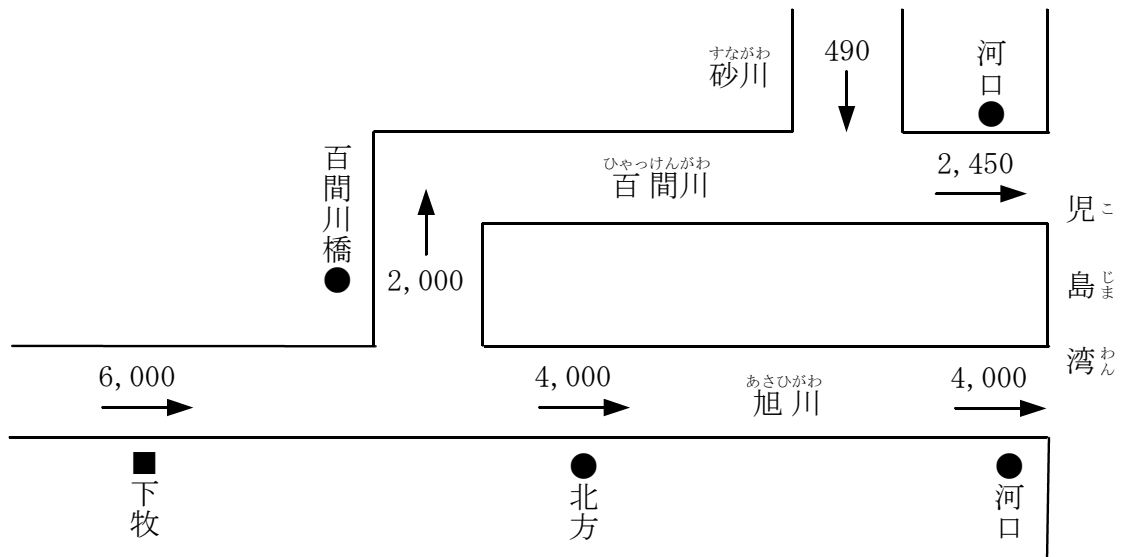 すながわ
砂川
490
河口
百間川橋
ひゃっけんがわ
百間川
2,450
2,000
児島湾
こじまわん
6,000
4,000
あさひがわ
旭川
4,000
下牧
北方
河口